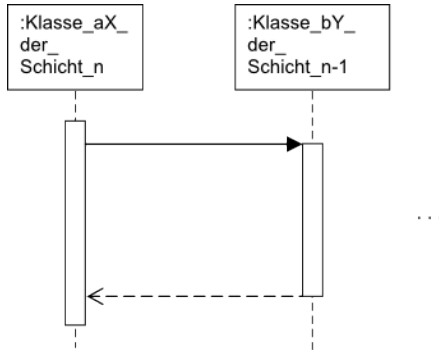 :Klasse_aX_
der_
Schicht_n
:Klasse_bY_
der_
Schicht_n-1
...